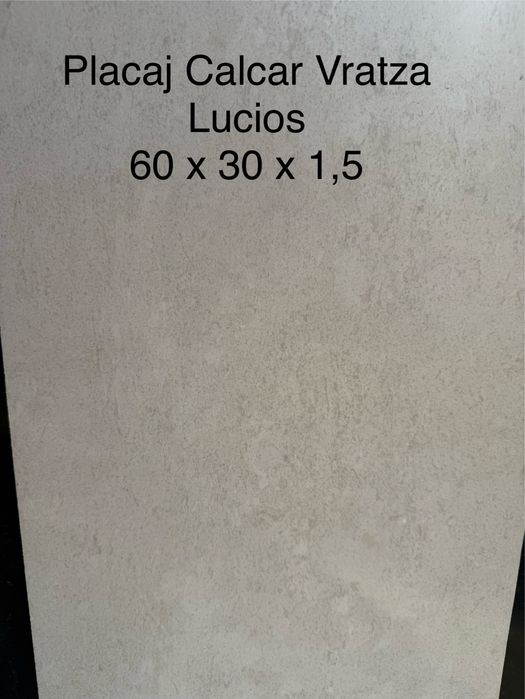 Placaj Calcar Vratza
Lucios
60 x 30 x 1,5